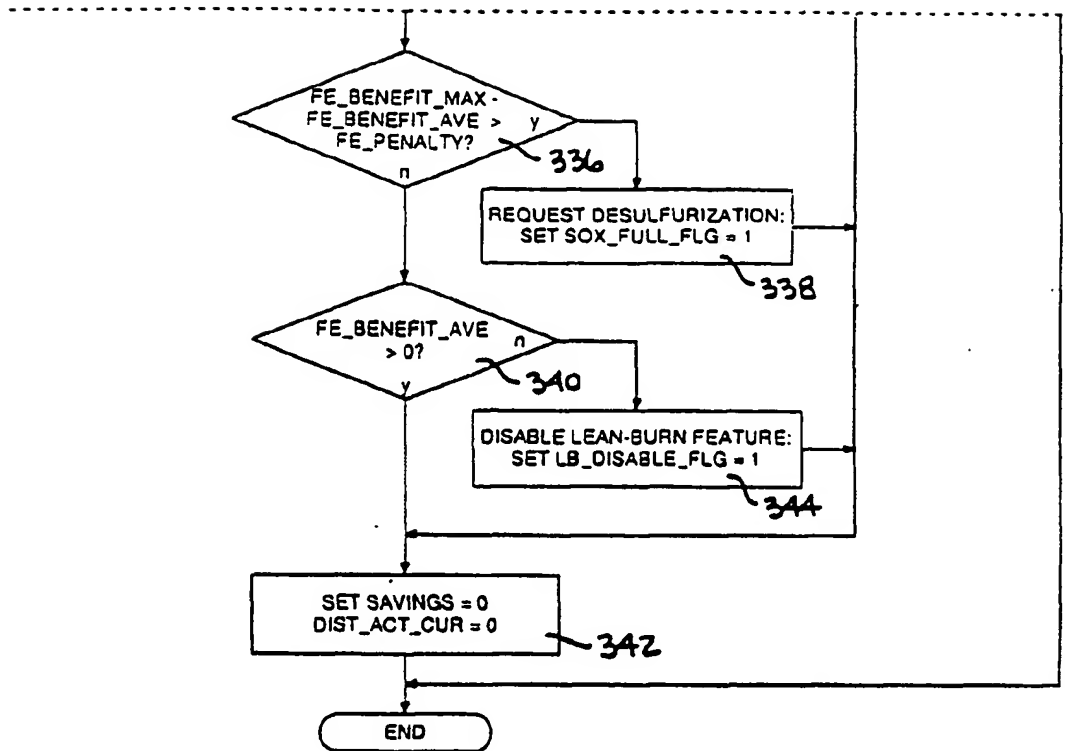 FE_BENEFIT_MAX -
FE_BENEFIT_AVE >
FE_PENALTY?
y
n
336
REQUEST DESULFURIZATION:
SET SOX_FULL_FLG = 1
338
FE_BENEFIT_AVE
> 0?
n
y
340
DISABLE LEAN-BURN FEATURE:
SET LB_DISABLE_FLG = 1
344
SET SAVINGS = 0
DIST_ACT_CUR = 0
342
END